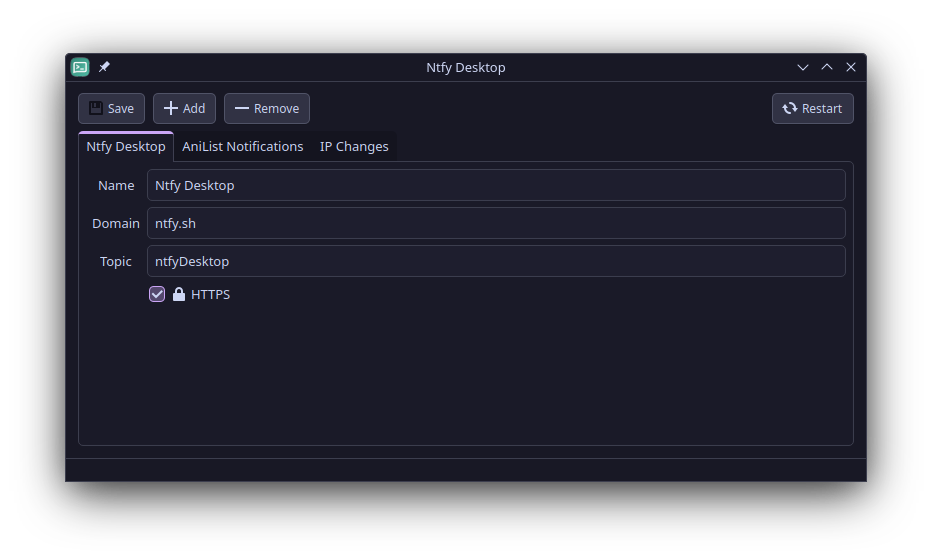 Ntfy Desktop
Save Add Remove Restart
Ntfy Desktop AniList Notifications IP Changes
Name Ntfy Desktop
Domain ntfy.sh
Topic ntfyDesktop
HTTPS